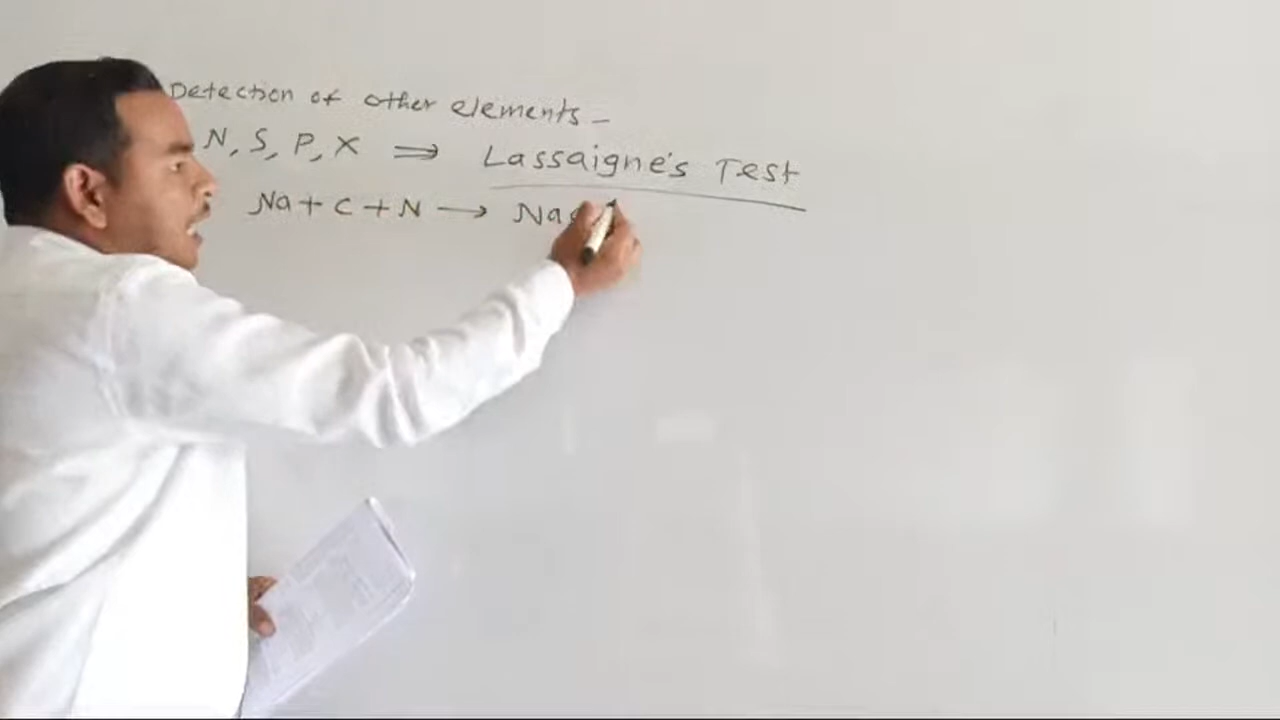 Detection of other elements -
N, S, P, X ⇒ Lassaigne's Test
Na + C + N → Na